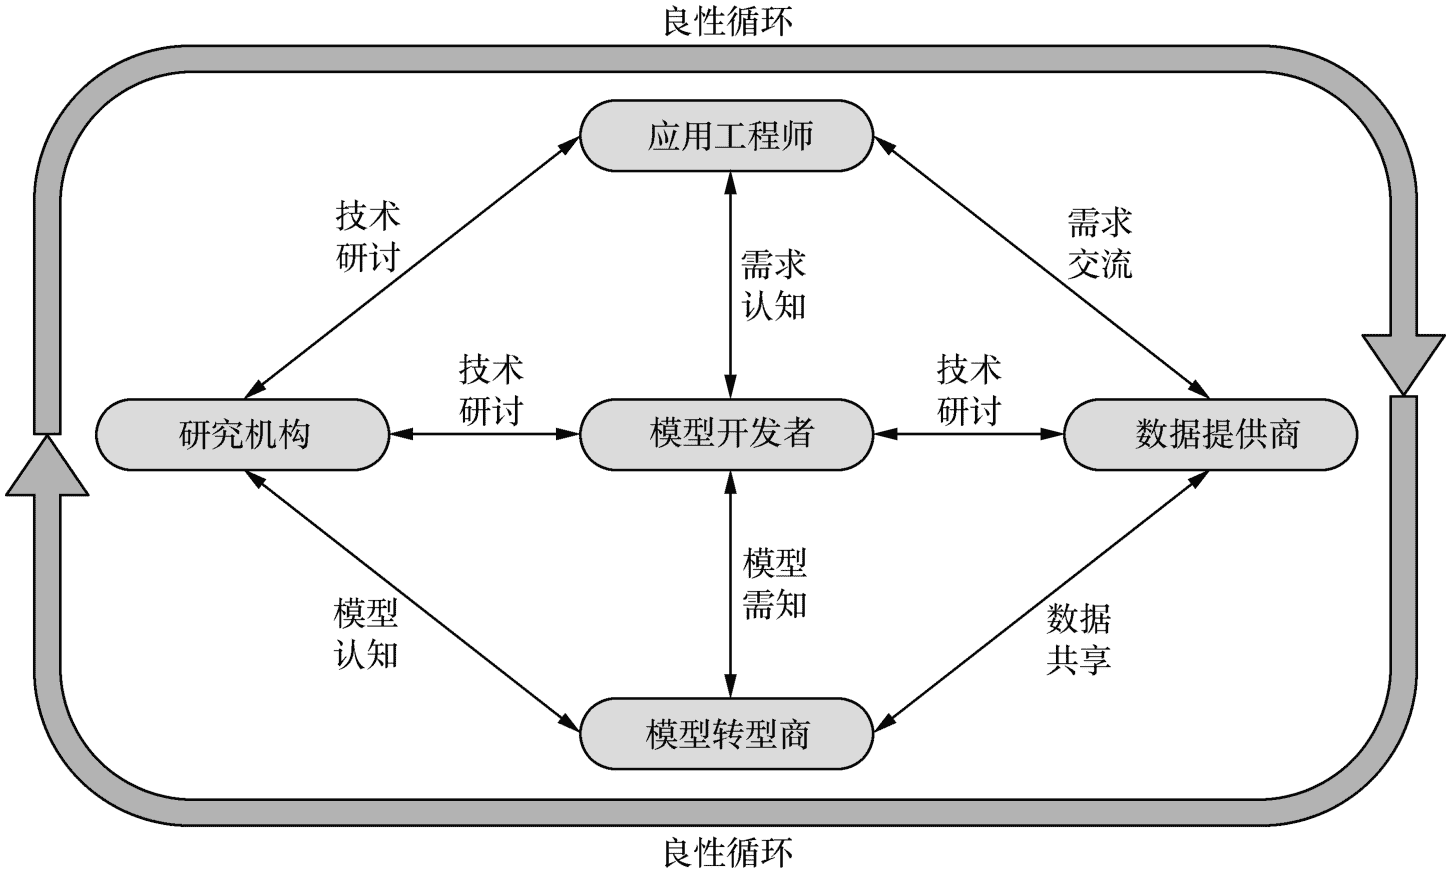 良性循环
应用工程师
技术
研讨
需求
交流
需求
认知
技术
研讨
技术
研讨
研究机构
模型开发者
数据提供商
模型
需知
模型
认知
数据
共享
模型转型商
良性循环